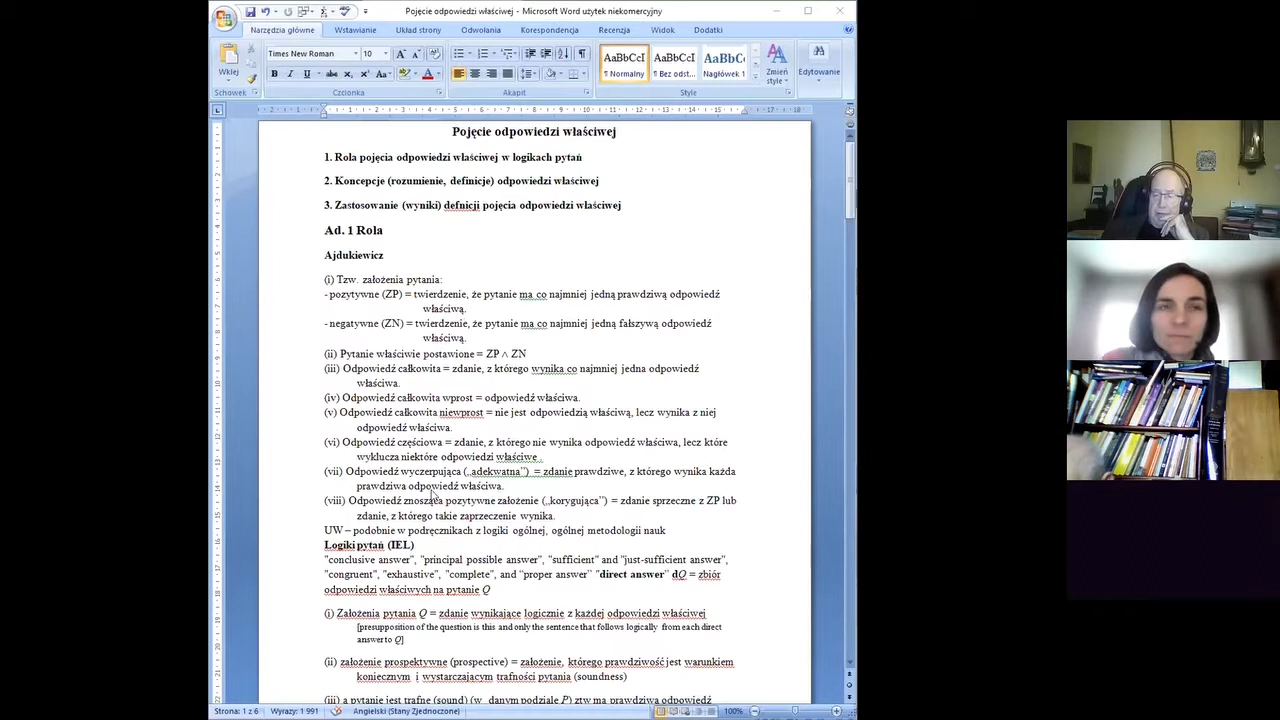 Pojęcie odpowiedzi właściwej - Microsoft Word użytek niekomercyjny
Narzędzia główne Wstawianie Układ strony Odwołania Korespondencja Recenzja Widok Dodatki
Wklej
Times New Roman 10
AaBbCcI AaBbCcI AaBbC
¶ Normalny ¶ Bez odst... Nagłówek 1
Zmień style
Edytowanie
Schowek Czcionka Akapit Style
Pojęcie odpowiedzi właściwej
1. Rola pojęcia odpowiedzi właściwej w logikach pytań
2. Koncepcje (rozumienie, definicje) odpowiedzi właściwej
3. Zastosowanie (wyniki) defnicji pojęcia odpowiedzi właściwej
Ad. 1 Rola
Ajdukiewicz
(i) Tzw. założenia pytania:
- pozytywne (ZP) = twierdzenie, że pytanie ma co najmniej jedną prawdziwą odpowiedź
właściwą.
- negatywne (ZN) = twierdzenie, że pytanie ma co najmniej jedną fałszywą odpowiedź
właściwą.
(ii) Pytanie właściwie postawione = ZP ∧ ZN
(iii) Odpowiedź całkowita = zdanie, z którego wynika co najmniej jedna odpowiedź
właściwa.
(iv) Odpowiedź całkowita wprost = odpowiedź właściwa.
(v) Odpowiedź całkowita niewprost = nie jest odpowiedzią właściwą, lecz wynika z niej
odpowiedź właściwa.
(vi) Odpowiedź częściowa = zdanie, z którego nie wynika odpowiedź właściwa, lecz które
wyklucza niektóre odpowiedzi właściwe .
(vii) Odpowiedź wyczerpująca („adekwatna”) = zdanie prawdziwe, z którego wynika każda
prawdziwa odpowiedź właściwa.
(viii) Odpowiedź znosząca pozytywne założenie („korygująca”) = zdanie sprzeczne z ZP lub
zdanie, z którego takie zaprzeczenie wynika.
UW – podobnie w podręcznikach z logiki ogólnej, ogólnej metodologii nauk
Logiki pytań (IEL)
"conclusive answer", "principal possible answer", "sufficient" and "just-sufficient answer",
"congruent", "exhaustive", "complete", and “proper answer” "direct answer” dQ = zbiór
odpowiedzi właściwych na pytanie Q
(i) Założenia pytania Q = zdanie wynikające logicznie z każdej odpowiedzi właściwej
[presupposition of the question is this and only the sentence that follows logically from each direct
answer to Q]
(ii) założenie prospektywne (prospective) = założenie, którego prawdziwość jest warunkiem
koniecznym i wystarczającym trafności pytania (soundness)
(iii) a pytanie jest trafne (sound) (w danym podziale P) ztw ma prawdziwą odpowiedź
Strona: 1 z 6 Wyrazy: 1 991 Angielski (Stany Zjednoczone) 100%